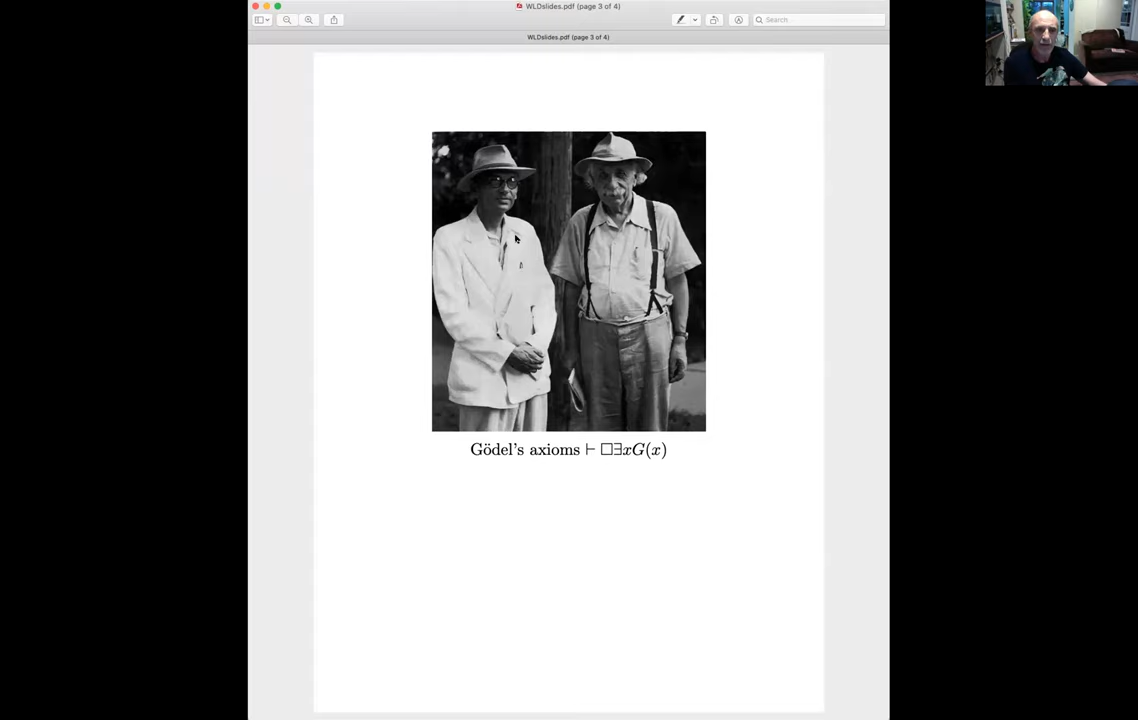 WLDslides.pdf (page 3 of 4)
Search
WLDslides.pdf (page 3 of 4)
Gödel's axioms ⊢ □∃xG(x)